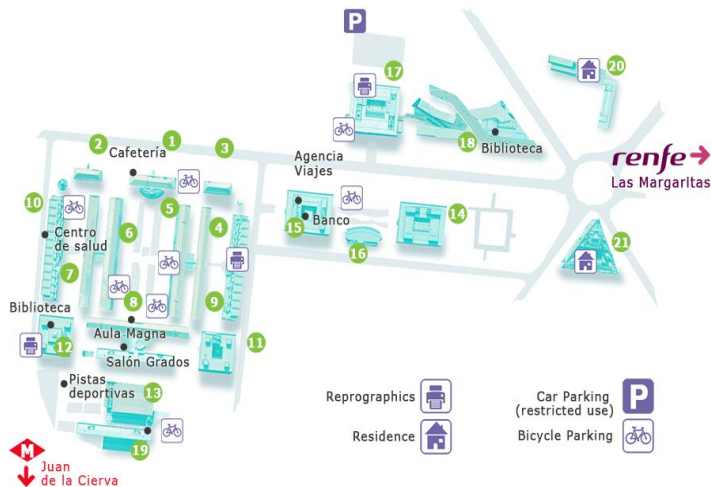 P
17
20
1
2
3
Cafetería
18
Biblioteca
renfe
Las Margaritas
Agencia
Viajes
10
5
4
6
Banco
14
15
Centro
de salud
16
21
7
8
9
Biblioteca
Aula Magna
12
11
Salón Grados
Pistas
deportivas
13
19
Reprographics
Car Parking
(restricted use)
P
Residence
Bicycle Parking
M
Juan
de la Cierva